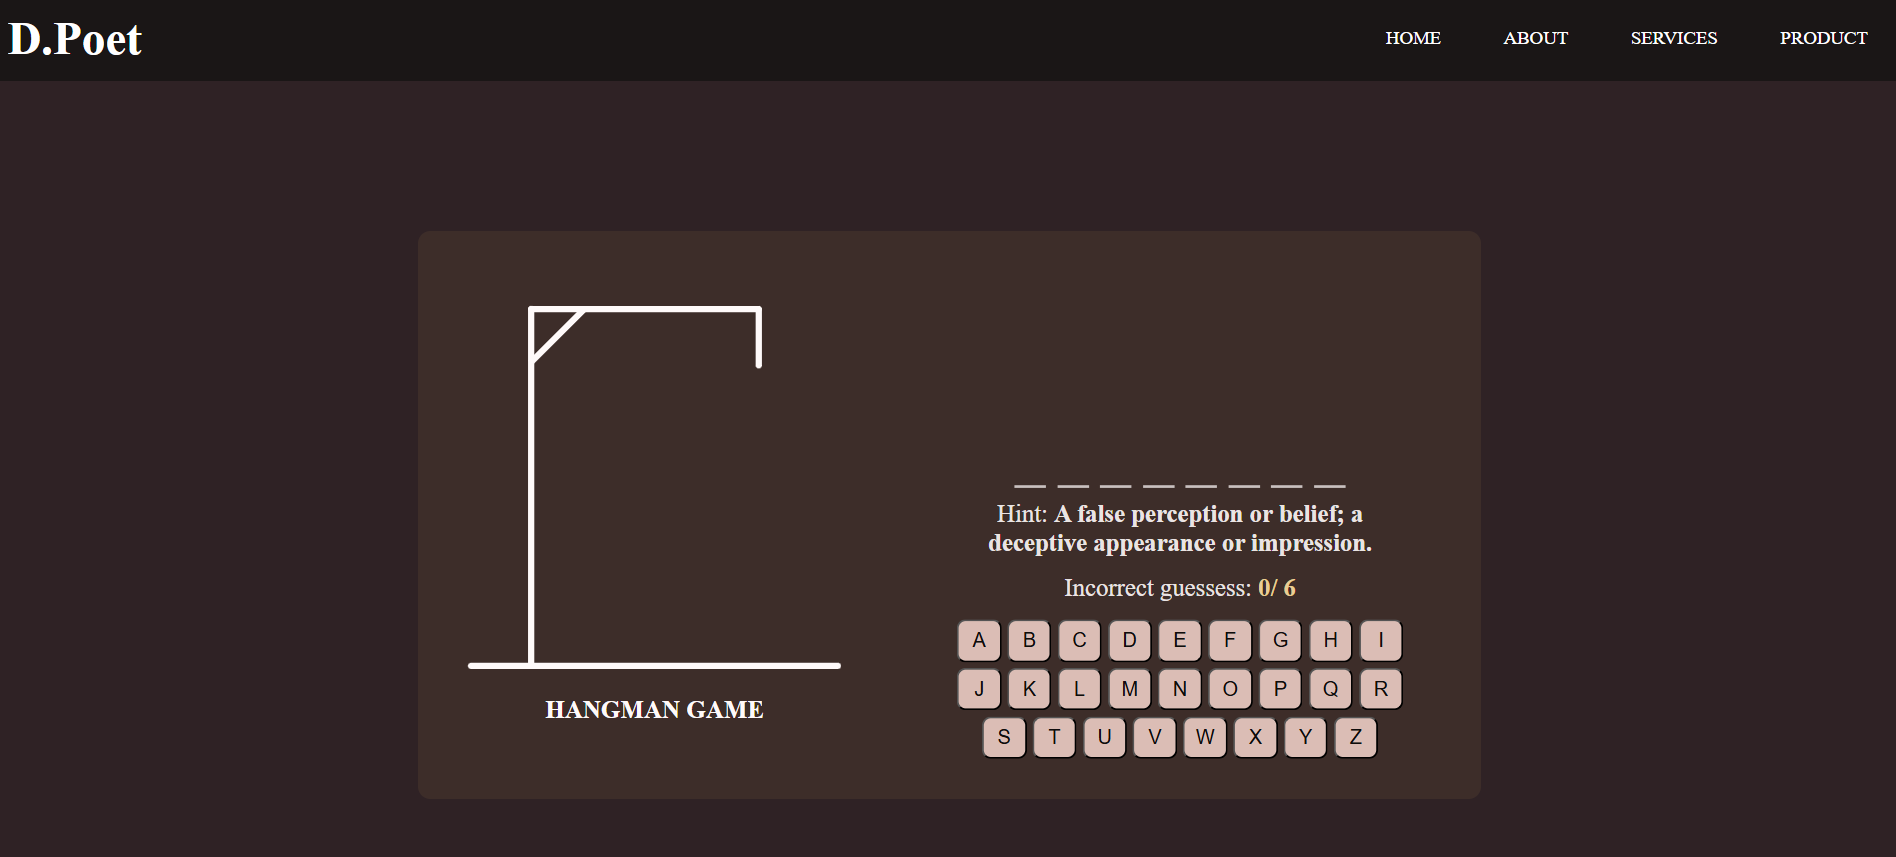 D.Poet
HOME ABOUT SERVICES PRODUCT
Hint: A false perception or belief; a
deceptive appearance or impression.
Incorrect guessess: 0/ 6
A B C D E F G H I
J K L M N O P Q R
S T U V W X Y Z
HANGMAN GAME